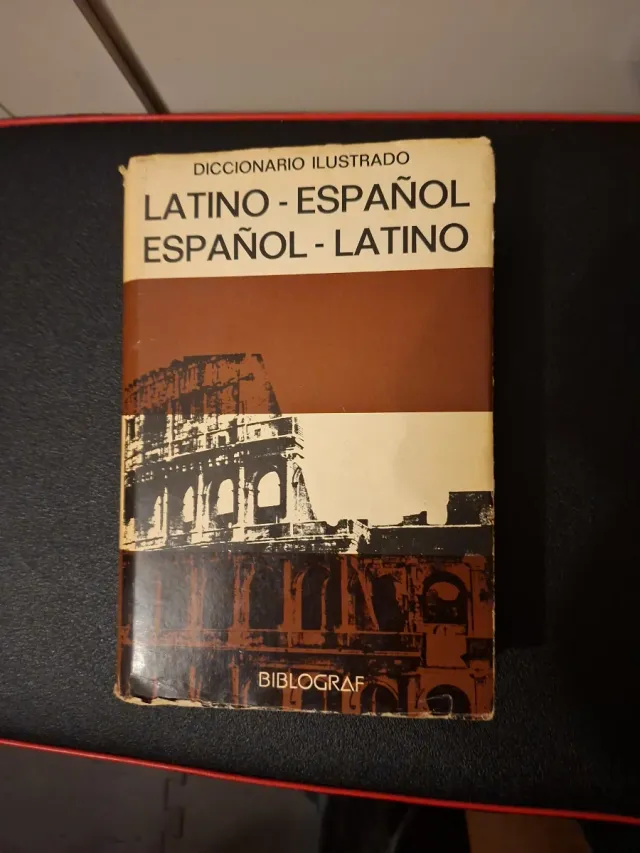 DICCIONARIO ILUSTRADO
LATINO - ESPAÑOL
ESPAÑOL - LATINO
BIBLOGRAF